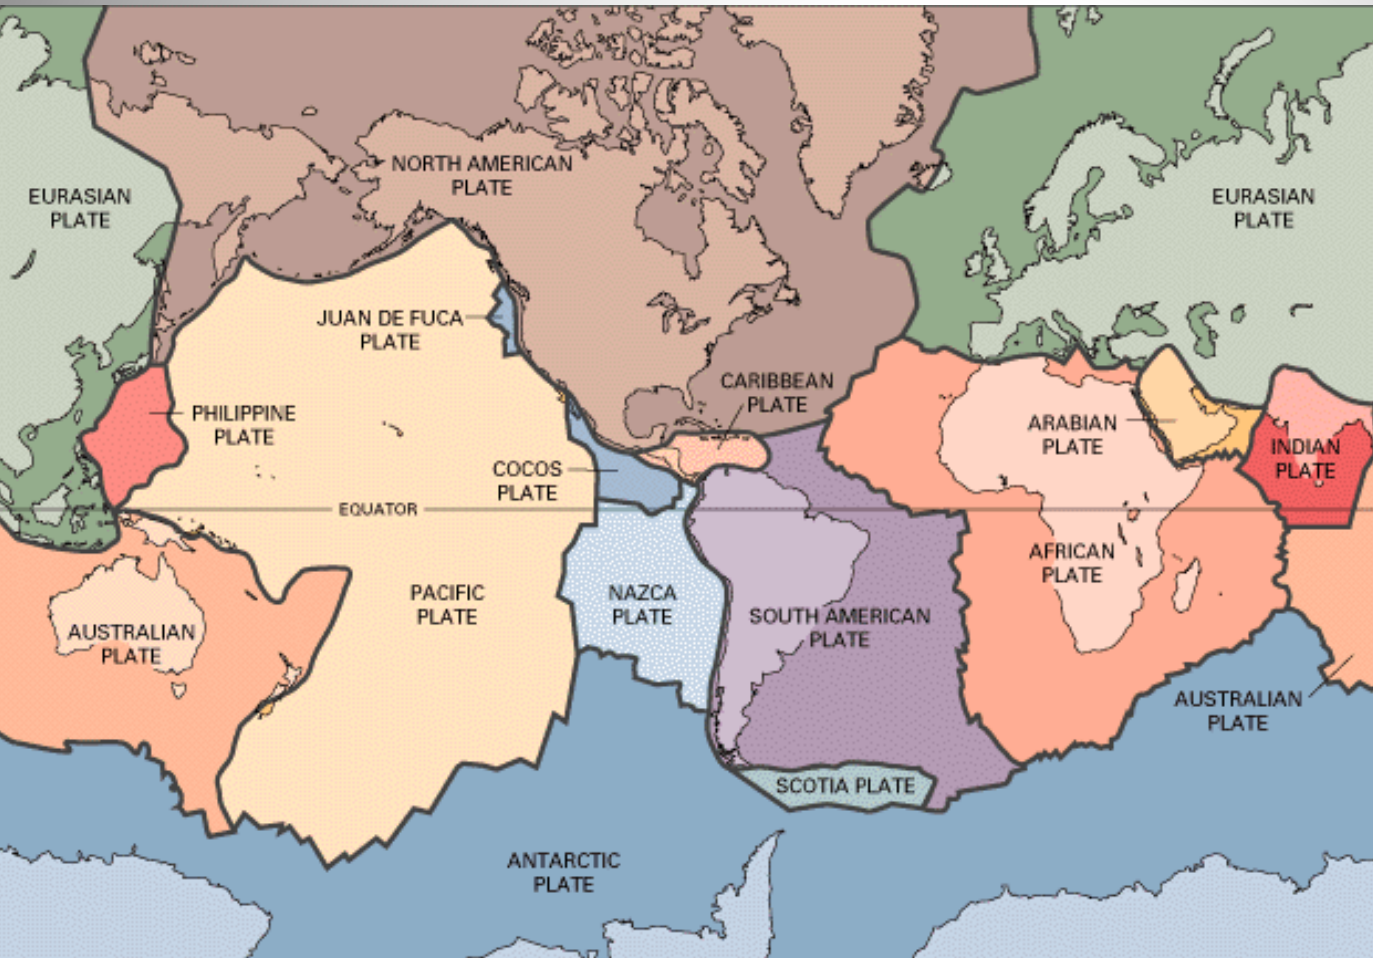 NORTH AMERICAN
PLATE
EURASIAN
PLATE
EURASIAN
PLATE
JUAN DE FUCA
PLATE
CARIBBEAN
PLATE
PHILIPPINE
PLATE
ARABIAN
PLATE
INDIAN
PLATE
COCOS
PLATE
EQUATOR
AFRICAN
PLATE
PACIFIC
PLATE
NAZCA
PLATE
SOUTH AMERICAN
PLATE
AUSTRALIAN
PLATE
AUSTRALIAN
PLATE
SCOTIA PLATE
ANTARCTIC
PLATE